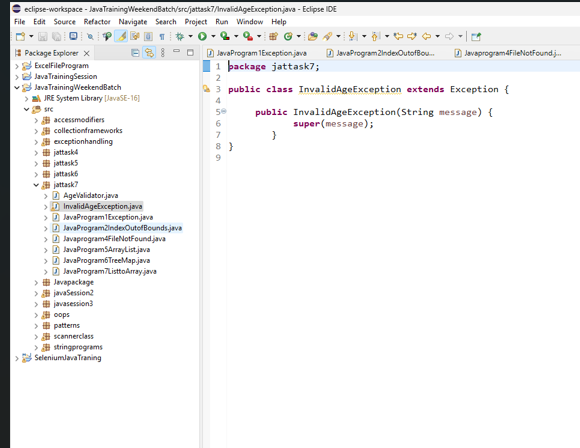 eclipse-workspace - JavaTrainingWeekendBatch/src/jattask7/InvalidAgeException.java - Eclipse IDE
File Edit Source Refactor Navigate Search Project Run Window Help
Package Explorer
JavaProgram1Exception.java JavaProgram2IndexOutofBou... Javaprogram4FileNotFound.j...
ExcelFileProgram
JavaTrainingSession
JavaTrainingWeekendBatch
JRE System Library [JavaSE-16]
src
accessmodifiers
collectionframeworks
exceptionhandling
jattask4
jattask5
jattask6
jattask7
AgeValidator.java
InvalidAgeException.java
JavaProgram1Exception.java
JavaProgram2IndexOutofBounds.java
Javaprogram4FileNotFound.java
JavaProgram5ArrayList.java
JavaProgram6TreeMap.java
JavaProgram7ListtoArray.java
Javapackage
javaSession2
javasession3
oops
patterns
scannerclass
stringprograms
SeleniumJavaTraning
1 package jattask7;
2
3 public class InvalidAgeException extends Exception {
4
5 public InvalidAgeException(String message) {
6 super(message);
7 }
8 }
9